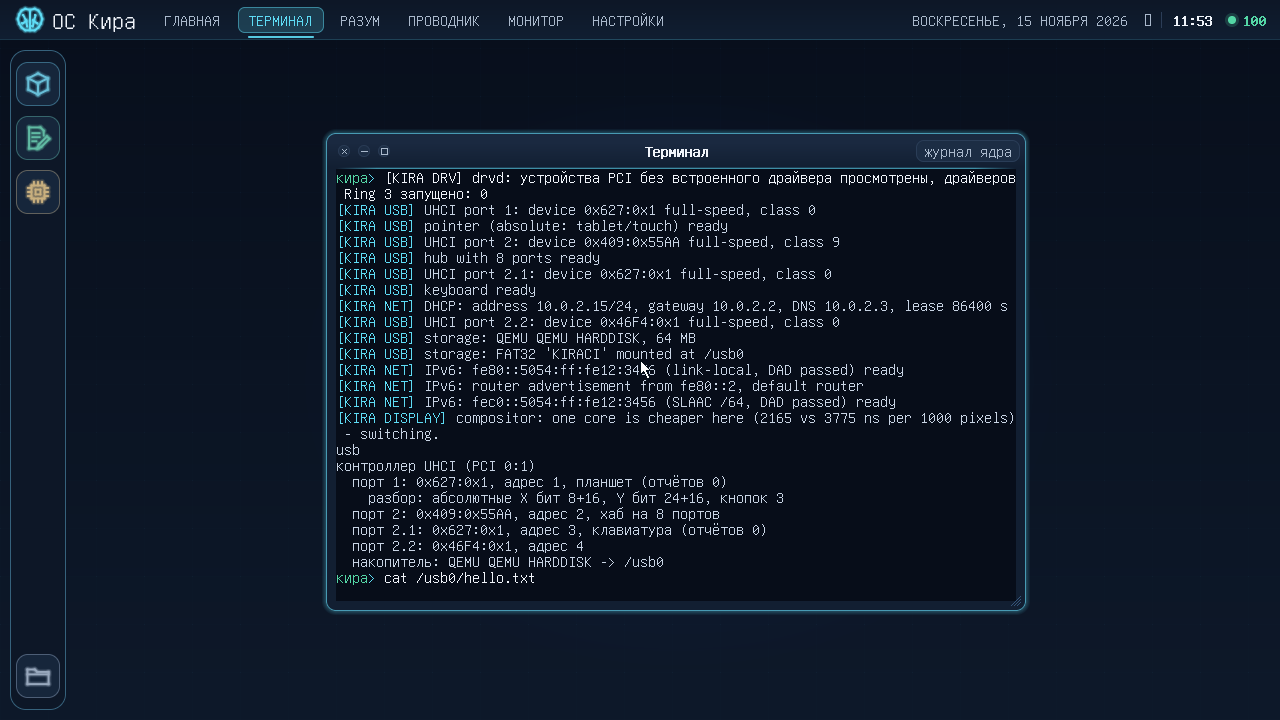 ОС Кира
ГЛАВНАЯ
ТЕРМИНАЛ
РАЗУМ
ПРОВОДНИК
МОНИТОР
НАСТРОЙКИ
ВОСКРЕСЕНЬЕ, 15 НОЯБРЯ 2026
11:53
100
Терминал
журнал ядра
кира> [KIRA DRV] drvd: устройства PCI без встроенного драйвера просмотрены, драйверов
Ring 3 запущено: 0
[KIRA USB] UHCI port 1: device 0x627:0x1 full-speed, class 0
[KIRA USB] pointer (absolute: tablet/touch) ready
[KIRA USB] UHCI port 2: device 0x409:0x55AA full-speed, class 9
[KIRA USB] hub with 8 ports ready
[KIRA USB] UHCI port 2.1: device 0x627:0x1 full-speed, class 0
[KIRA USB] keyboard ready
[KIRA NET] DHCP: address 10.0.2.15/24, gateway 10.0.2.2, DNS 10.0.2.3, lease 86400 s
[KIRA USB] UHCI port 2.2: device 0x46F4:0x1 full-speed, class 0
[KIRA USB] storage: QEMU QEMU HARDDISK, 64 MB
[KIRA USB] storage: FAT32 'KIRACI' mounted at /usb0
[KIRA NET] IPv6: fe80::5054:ff:fe12:3456 (link-local, DAD passed) ready
[KIRA NET] IPv6: router advertisement from fe80::2, default router
[KIRA NET] IPv6: fec0::5054:ff:fe12:3456 (SLAAC /64, DAD passed) ready
[KIRA DISPLAY] compositor: one core is cheaper here (2165 vs 3775 ns per 1000 pixels)
- switching.
usb
контроллер UHCI (PCI 0:1)
порт 1: 0x627:0x1, адрес 1, планшет (отчётов 0)
разбор: абсолютные X бит 8+16, Y бит 24+16, кнопок 3
порт 2: 0x409:0x55AA, адрес 2, хаб на 8 портов
порт 2.1: 0x627:0x1, адрес 3, клавиатура (отчётов 0)
порт 2.2: 0x46F4:0x1, адрес 4
накопитель: QEMU QEMU HARDDISK -> /usb0
кира> cat /usb0/hello.txt